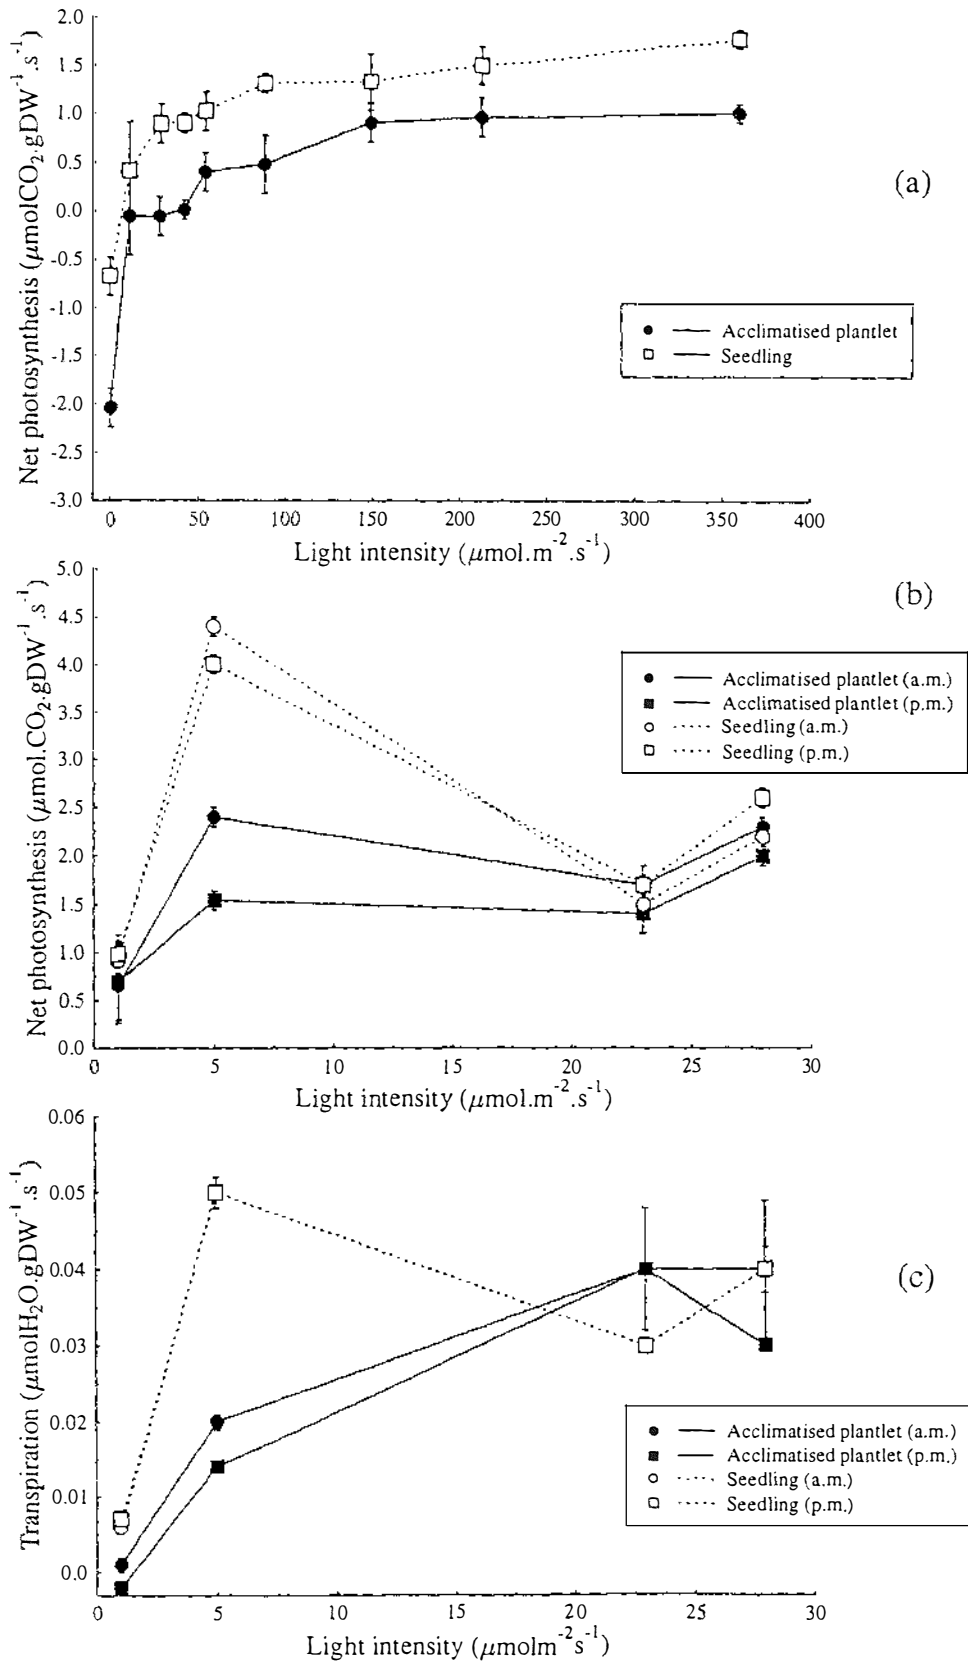 2.0
1.5
1.0
0.5
0.0
-0.5
-1.0
-1.5
-2.0
-2.5
-3.0
Net photosynthesis (μmolCO₂.gDW⁻¹.s⁻¹)
(a)
Acclimatised plantlet
Seedling
0 50 100 150 200 250 300 350 400
Light intensity (μmol.m⁻².s⁻¹)
5.0
4.5
4.0
3.5
3.0
2.5
2.0
1.5
1.0
0.5
0.0
Net photosynthesis (μmol.CO₂.gDW⁻¹.s⁻¹)
(b)
Acclimatised plantlet (a.m.)
Acclimatised plantlet (p.m.)
Seedling (a.m.)
Seedling (p.m.)
0 5 10 15 20 25 30
Light intensity (μmol.m⁻².s⁻¹)
0.06
0.05
0.04
0.03
0.02
0.01
0.0
Transpiration (μmolH₂O.gDW⁻¹.s⁻¹)
(c)
Acclimatised plantlet (a.m.)
Acclimatised plantlet (p.m.)
Seedling (a.m.)
Seedling (p.m.)
0 5 10 15 20 25 30
Light intensity (μmolm⁻²s⁻¹)